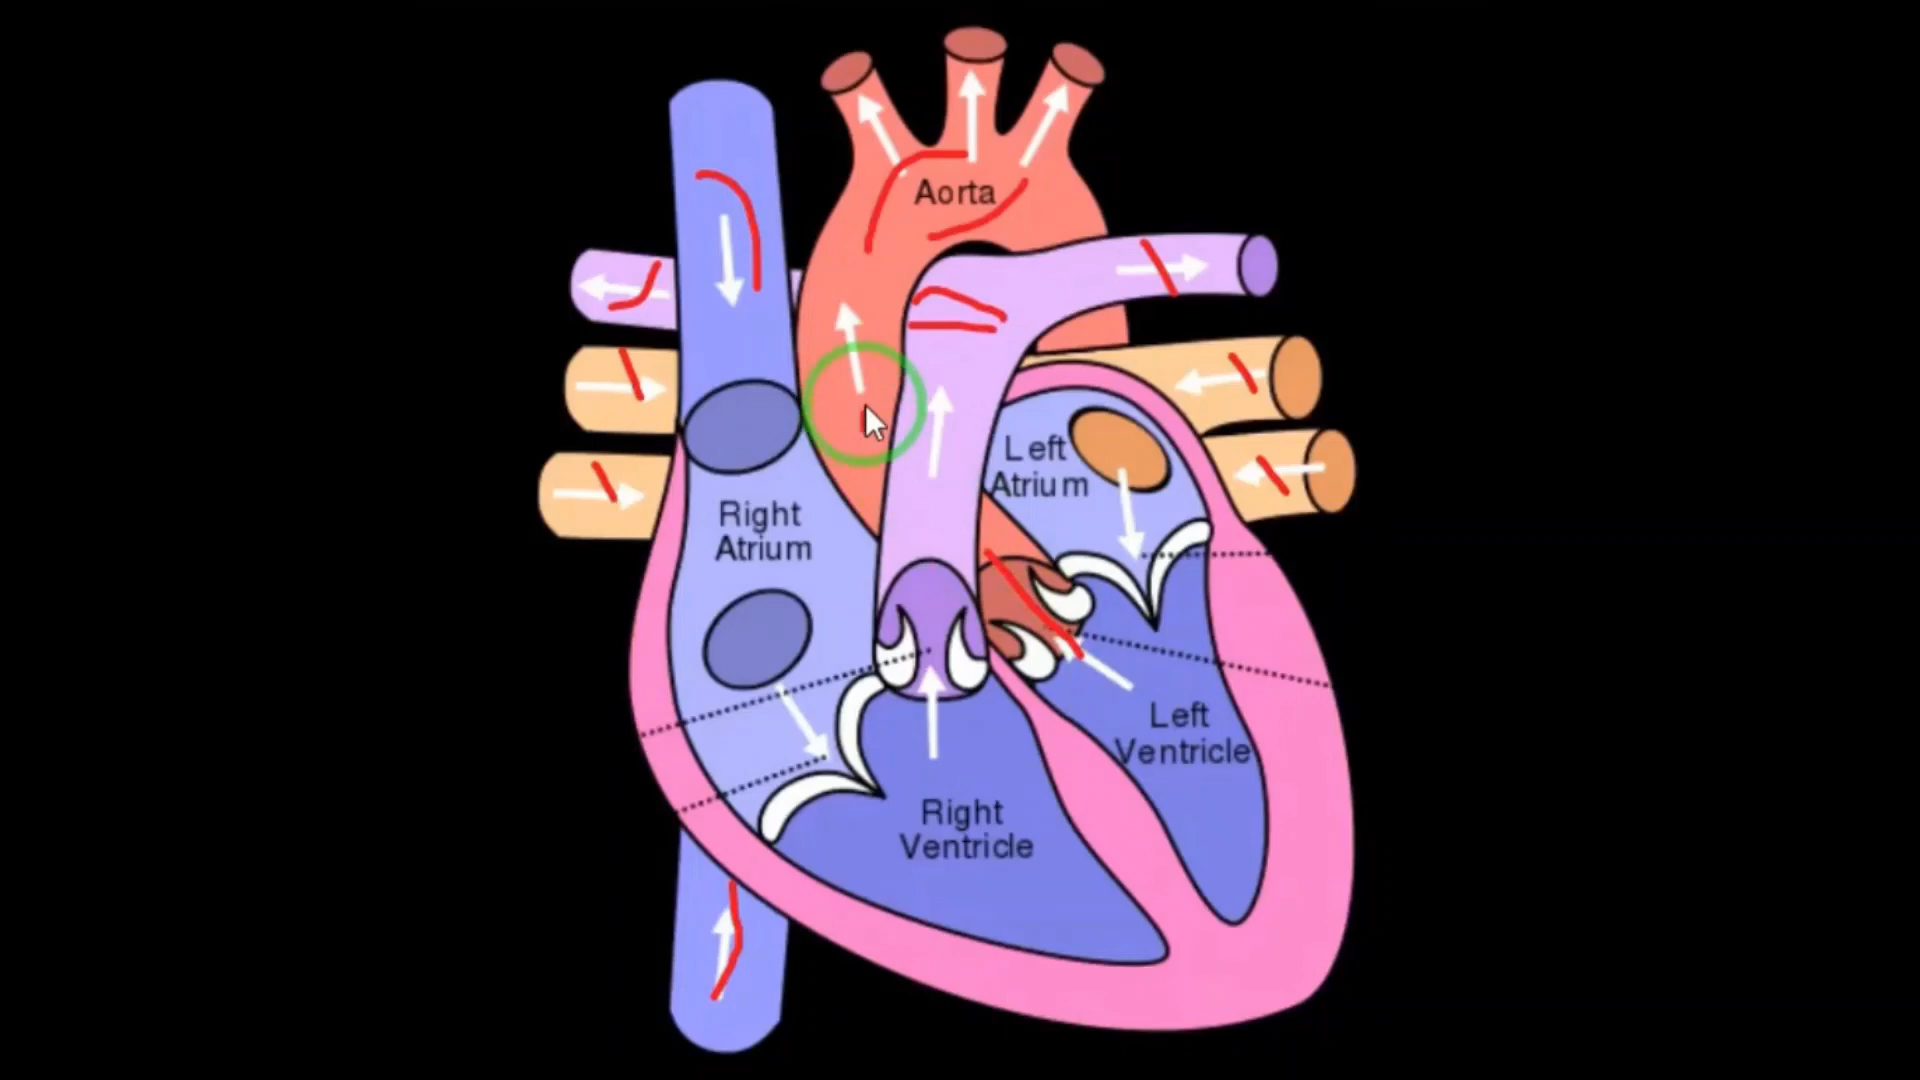 Aorta
Left
Atrium
Right
Atrium
Left
Ventricle
Right
Ventricle